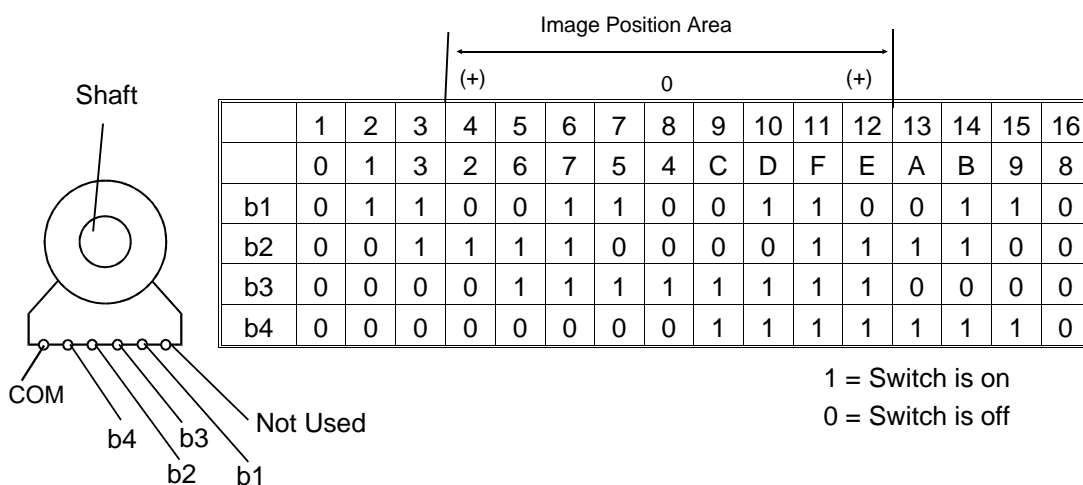 Image Position Area
(+) 0 (+)
Shaft
1 2 3 4 5 6 7 8 9 10 11 12 13 14 15 16
0 1 3 2 6 7 5 4 C D F E A B 9 8
b1 0 1 1 0 0 1 1 0 0 1 1 0 0 1 1 0
b2 0 0 1 1 1 1 0 0 0 0 1 1 1 1 0 0
b3 0 0 0 0 1 1 1 1 1 1 1 1 0 0 0 0
b4 0 0 0 0 0 0 0 0 1 1 1 1 1 1 1 0
1 = Switch is on
0 = Switch is off
COM
Not Used
b4 b3
b2 b1